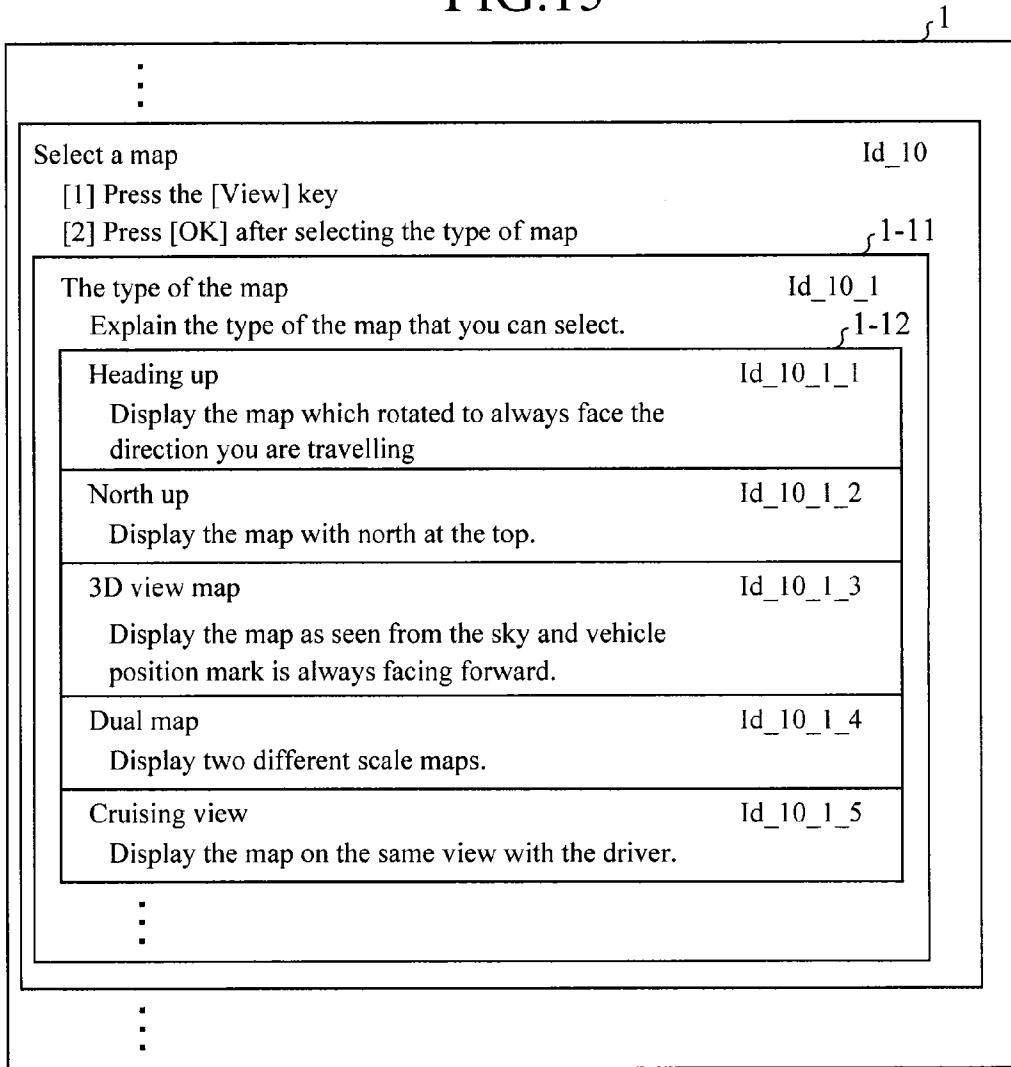 FIG.15
1
Select a map Id_10
[1] Press the [View] key
[2] Press [OK] after selecting the type of map 1-11
The type of the map Id_10_1
Explain the type of the map that you can select. 1-12
Heading up Id_10_1_1
Display the map which rotated to always face the
direction you are travelling
North up Id_10_1_2
Display the map with north at the top.
3D view map Id_10_1_3
Display the map as seen from the sky and vehicle
position mark is always facing forward.
Dual map Id_10_1_4
Display two different scale maps.
Cruising view Id_10_1_5
Display the map on the same view with the driver.